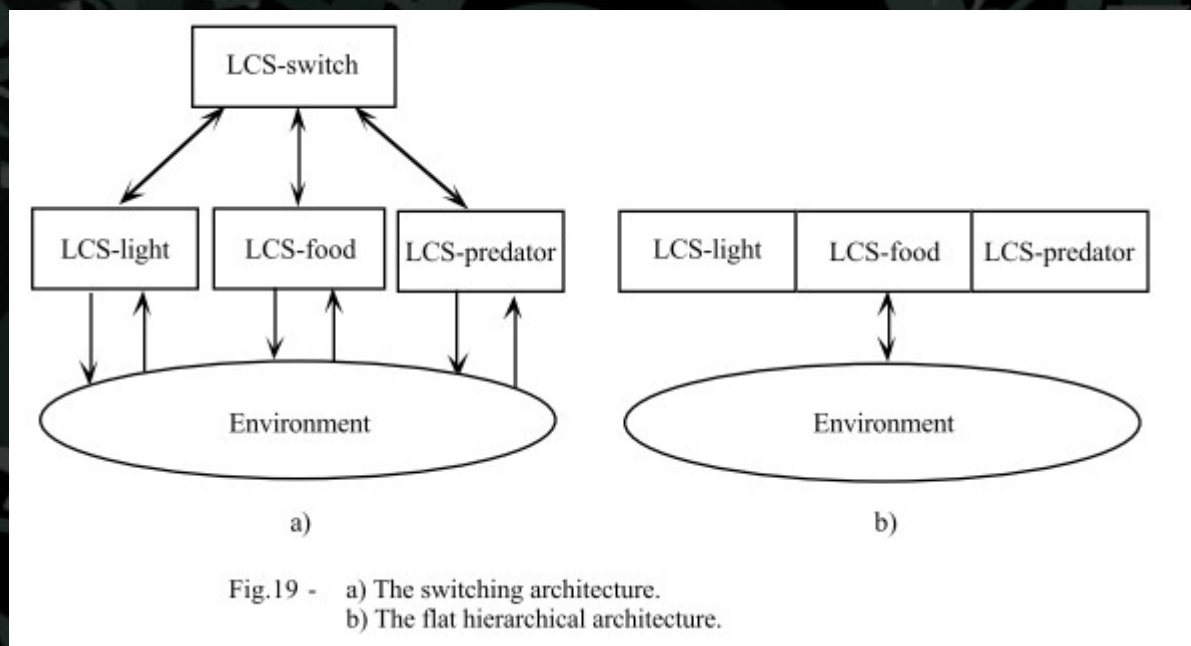 LCS-switch
LCS-light
LCS-food
LCS-predator
Environment
a)
LCS-light
LCS-food
LCS-predator
Environment
b)
Fig.19 - a) The switching architecture.
b) The flat hierarchical architecture.